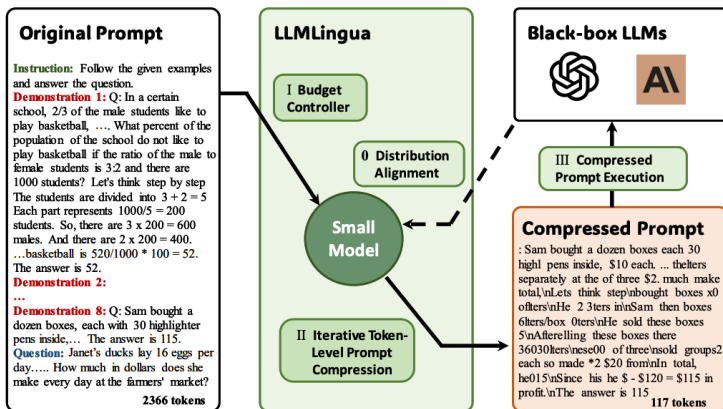 Original Prompt
Instruction: Follow the given examples
and answer the question.
Demonstration 1: Q: In a certain
school, 2/3 of the male students like to
play basketball, …. What percent of the
population of the school do not like to
play basketball if the ratio of the male to
female students is 3:2 and there are
1000 students? Let's think step by step
The students are divided into 3 + 2 = 5
Each part represents 1000/5 = 200
students. So, there are 3 x 200 = 600
males. And there are 2 x 200 = 400.
…basketball is 520/1000 * 100 = 52.
The answer is 52.
Demonstration 2:
…
Demonstration 8: Q: Sam bought a
dozen boxes, each with 30 highlighter
pens inside,… The answer is 115.
Question: Janet's ducks lay 16 eggs per
day….. How much in dollars does she
make every day at the farmers' market?
2366 tokens
LLMLingua
I Budget
Controller
0 Distribution
Alignment
Small
Model
II Iterative Token-
Level Prompt
Compression
Black-box LLMs
AI
III Compressed
Prompt Execution
Compressed Prompt
: Sam bought a dozen boxes each 30
highl pens inside, $10 each. ... thelters
separately at the of three $2. much make
total,\nLets think step\nbought boxes x0
oflters\nHe 2 3ters in\nSam then boxes
6lters/box 0ters\nHe sold these boxes
5\nAfterelling these boxes there
36030lters\nese00 of three\nsold groups2
each so made *2 $20 from\nIn total,
he015\nSince his he $ - $120 = $115 in
profit.\nThe answer is 115
117 tokens